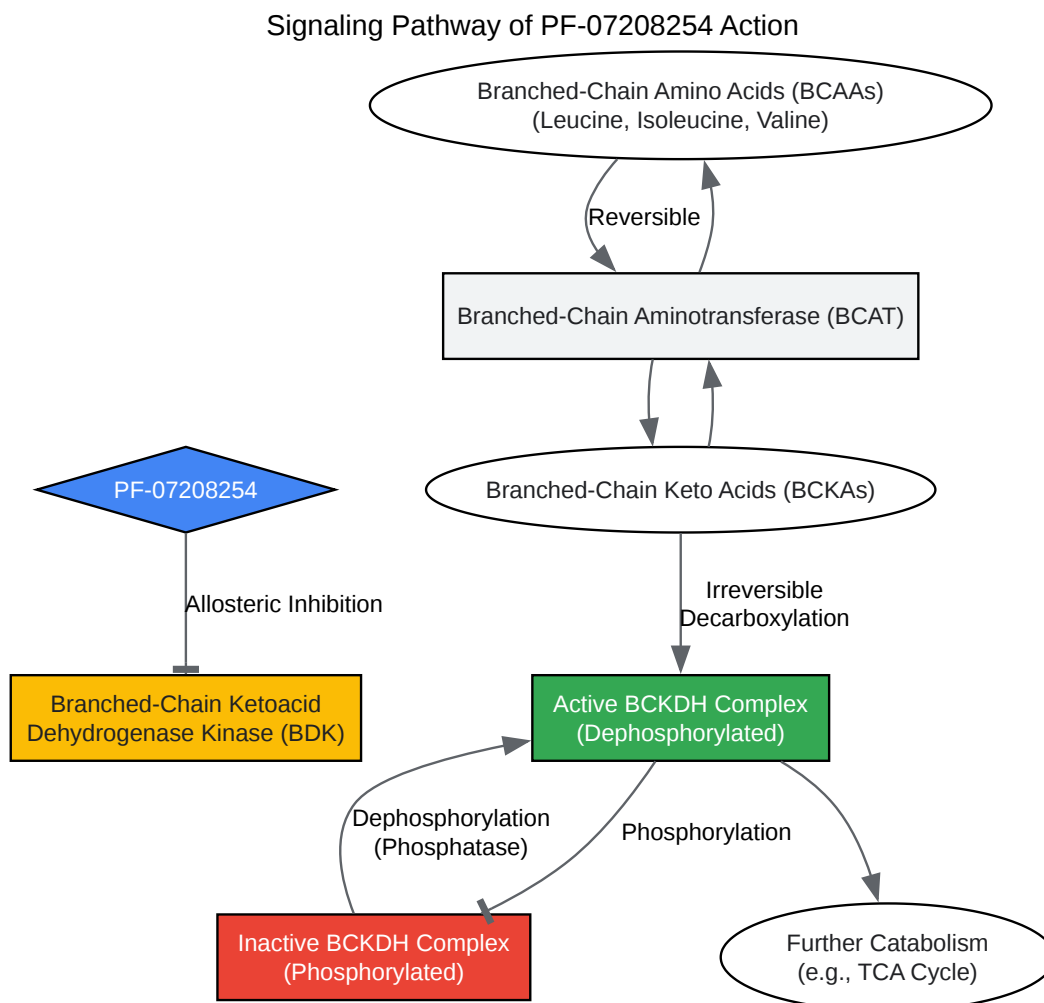 Signaling Pathway of PF-07208254 Action
Branched-Chain Amino Acids (BCAAs)
(Leucine, Isoleucine, Valine)
Reversible
Branched-Chain Aminotransferase (BCAT)
PF-07208254
Branched-Chain Keto Acids (BCKAs)
Allosteric Inhibition
Irreversible
Decarboxylation
Branched-Chain Ketoacid
Dehydrogenase Kinase (BDK)
Active BCKDH Complex
(Dephosphorylated)
Dephosphorylation
(Phosphatase)
Phosphorylation
Inactive BCKDH Complex
(Phosphorylated)
Further Catabolism
(e.g., TCA Cycle)